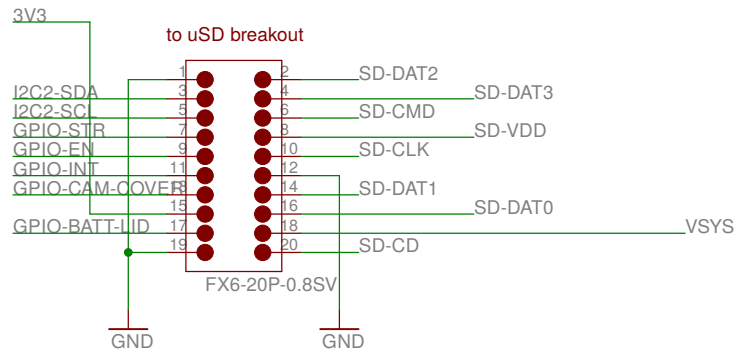 3V3
to uSD breakout
1 2 SD-DAT2
I2C2-SDA 3 4 SD-DAT3
I2C2-SCL 5 6 SD-CMD
GPIO-STR 7 8 SD-VDD
GPIO-EN 9 10 SD-CLK
GPIO-INT 11 12
GPIO-CAM-COVER 13 14 SD-DAT1
15 16 SD-DAT0
GPIO-BATT-LID 17 18 VSYS
19 20 SD-CD
FX6-20P-0.8SV
GND GND